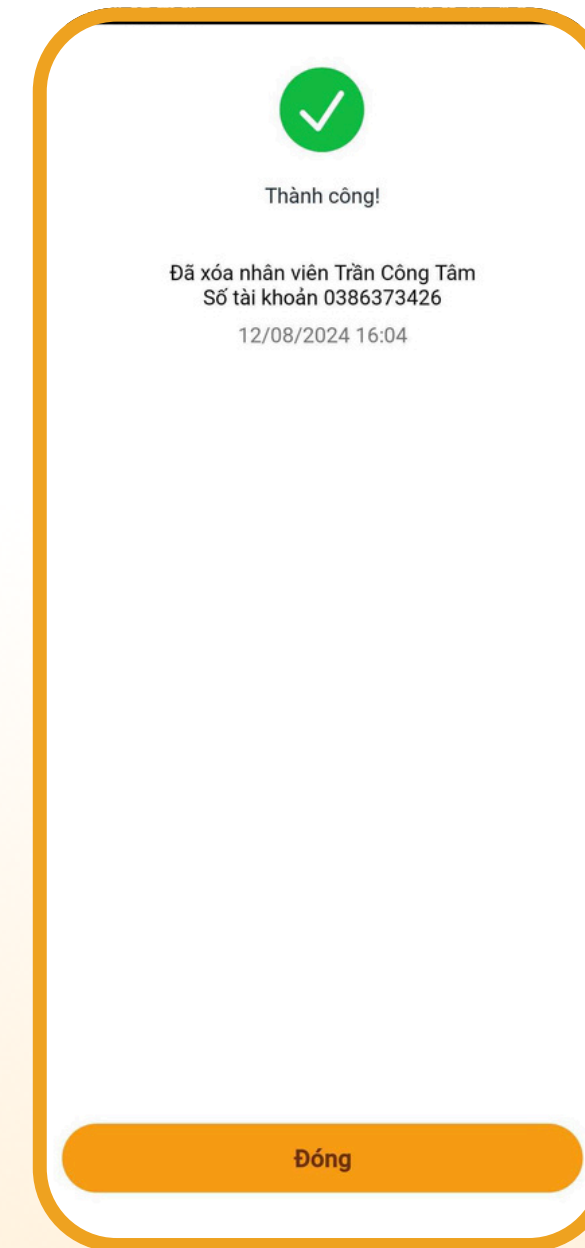 Thành công!
Đã xóa nhân viên Trần Công Tâm
Số tài khoản 0386373426
12/08/2024 16:04
Đóng